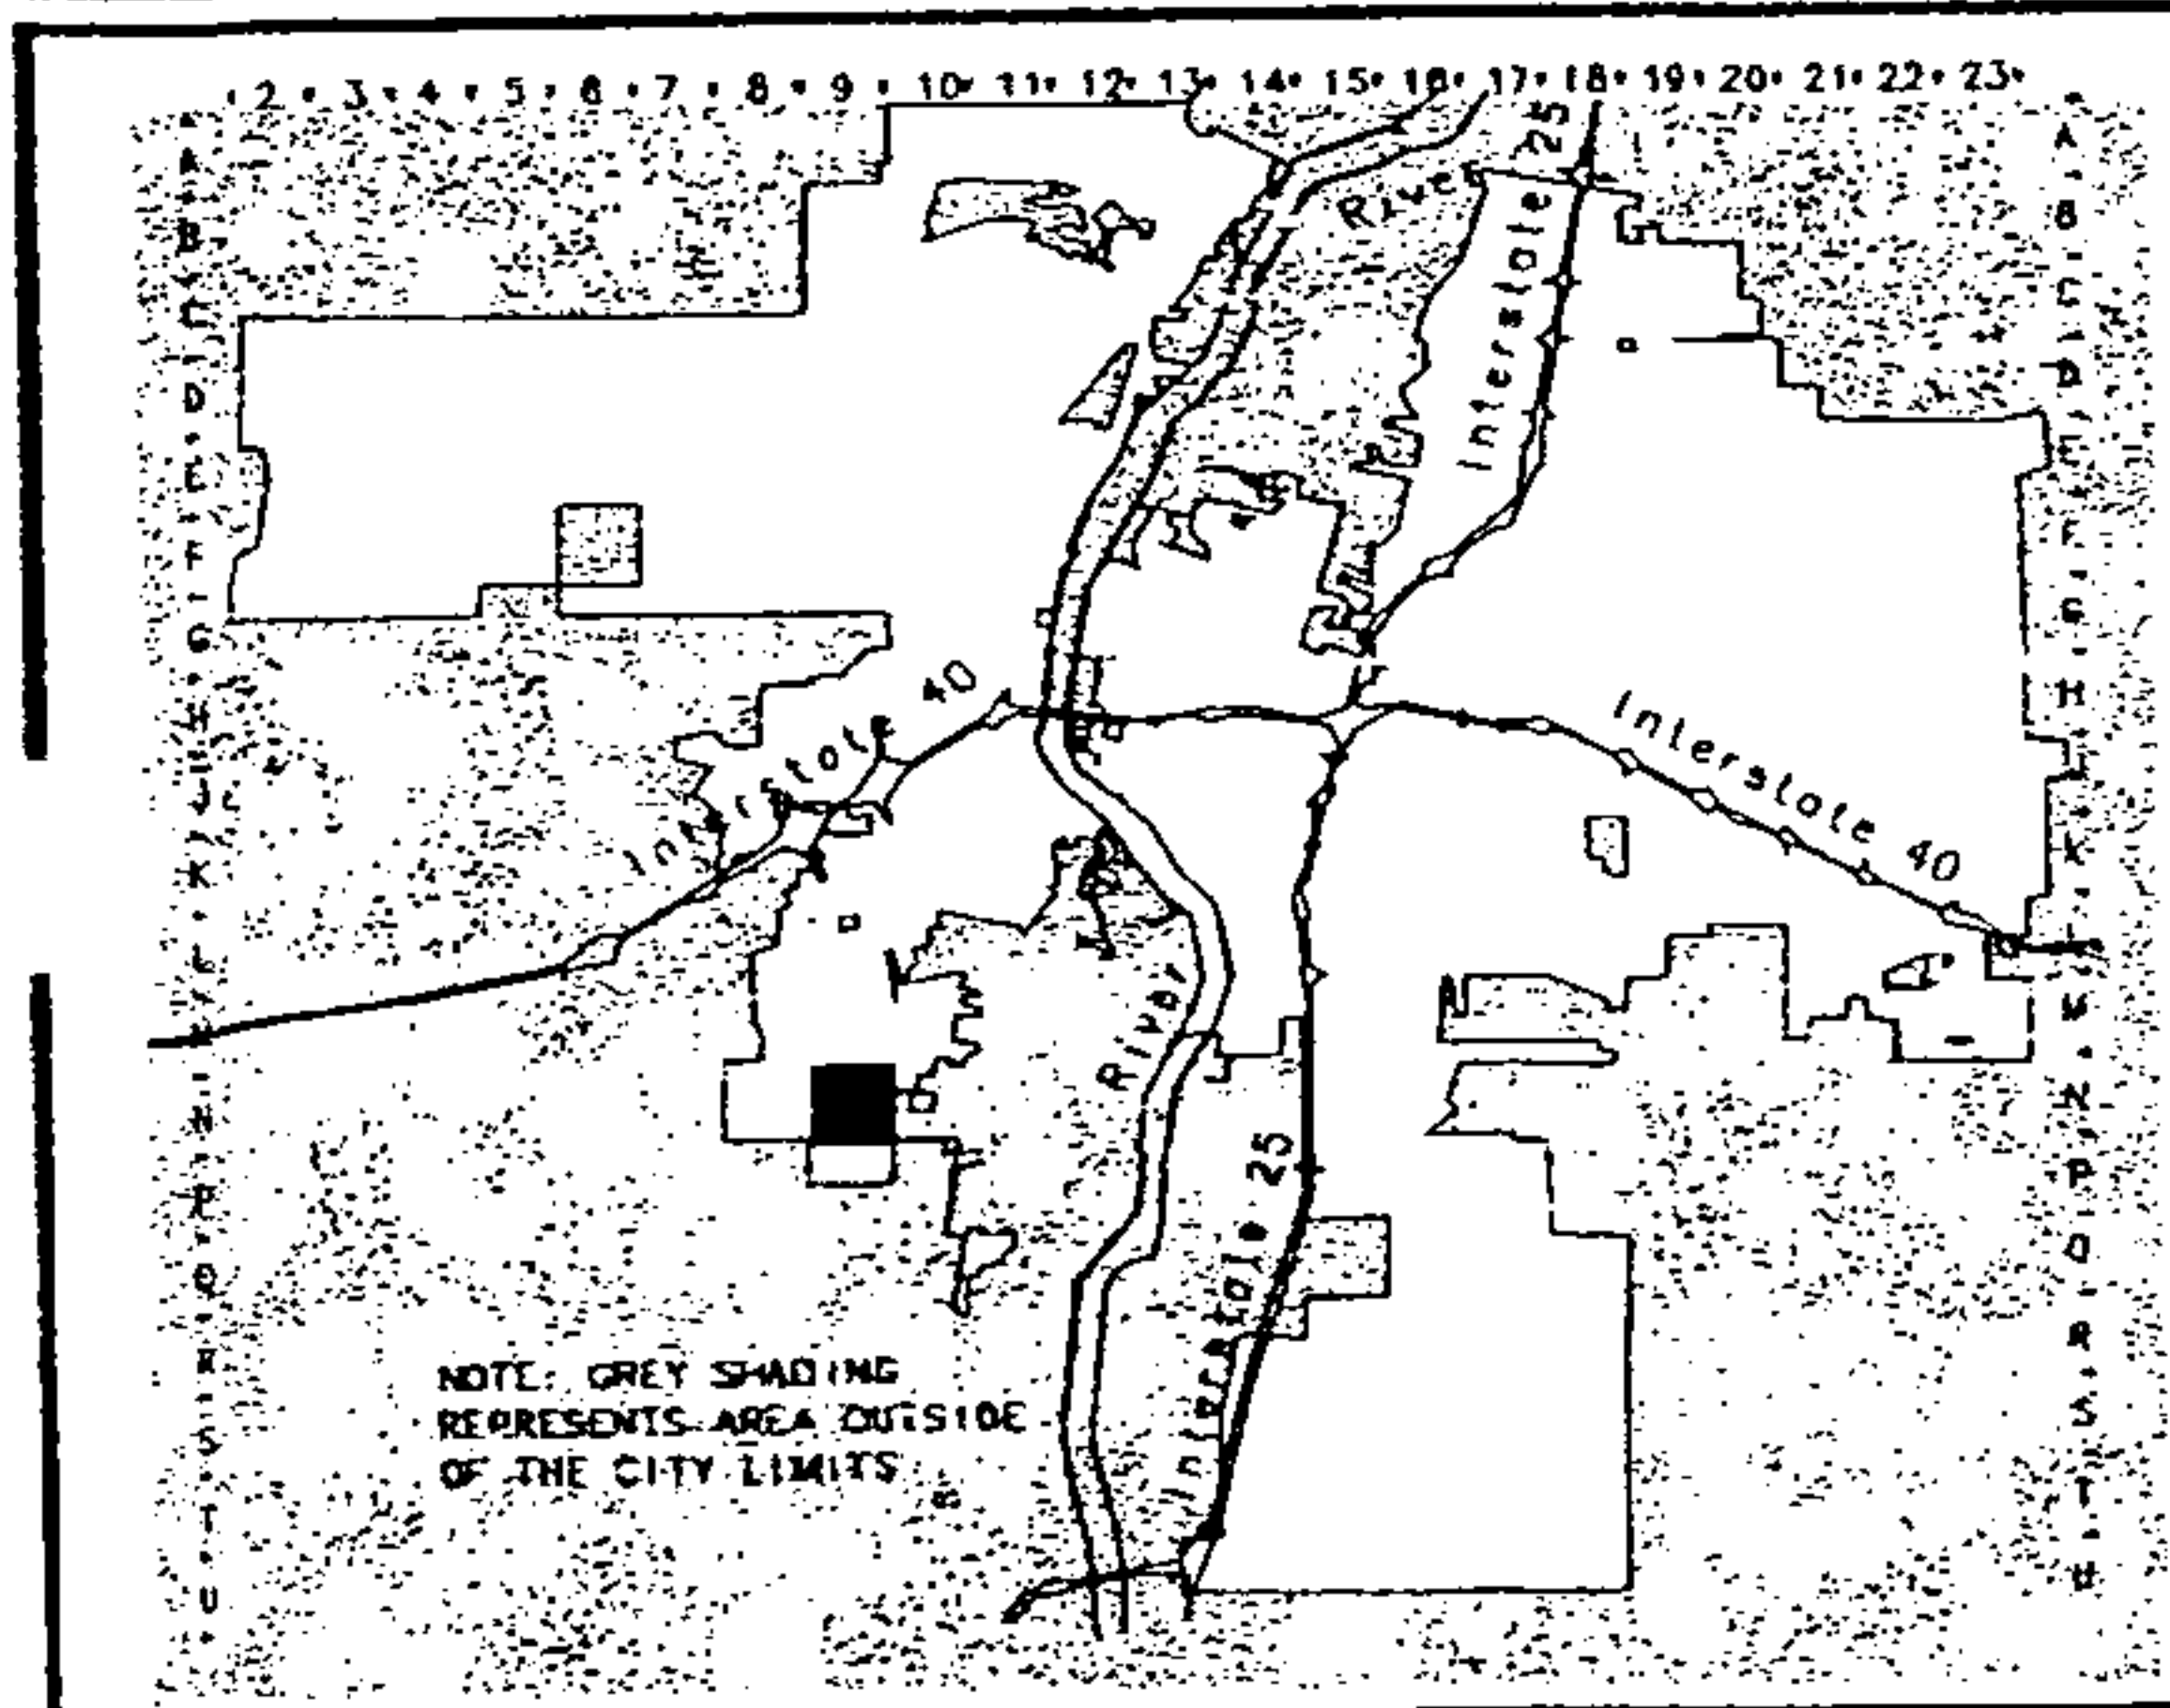 2 3 4 5 6 7 8 9 10 11 12 13 14 15 16 17 18 19 20 21 22 23
A
B
C
D
E
F
G
H
J
K
L
M
N
P
Q
R
S
T
U
A
B
C
D
E
F
G
H
J
K
L
M
N
P
Q
R
S
T
U
River
Interstate 25
Interstate 40
Interstate 40
River
Interstate 25
NOTE: GREY SHADING
REPRESENTS AREA OUTSIDE
OF THE CITY LIMITS